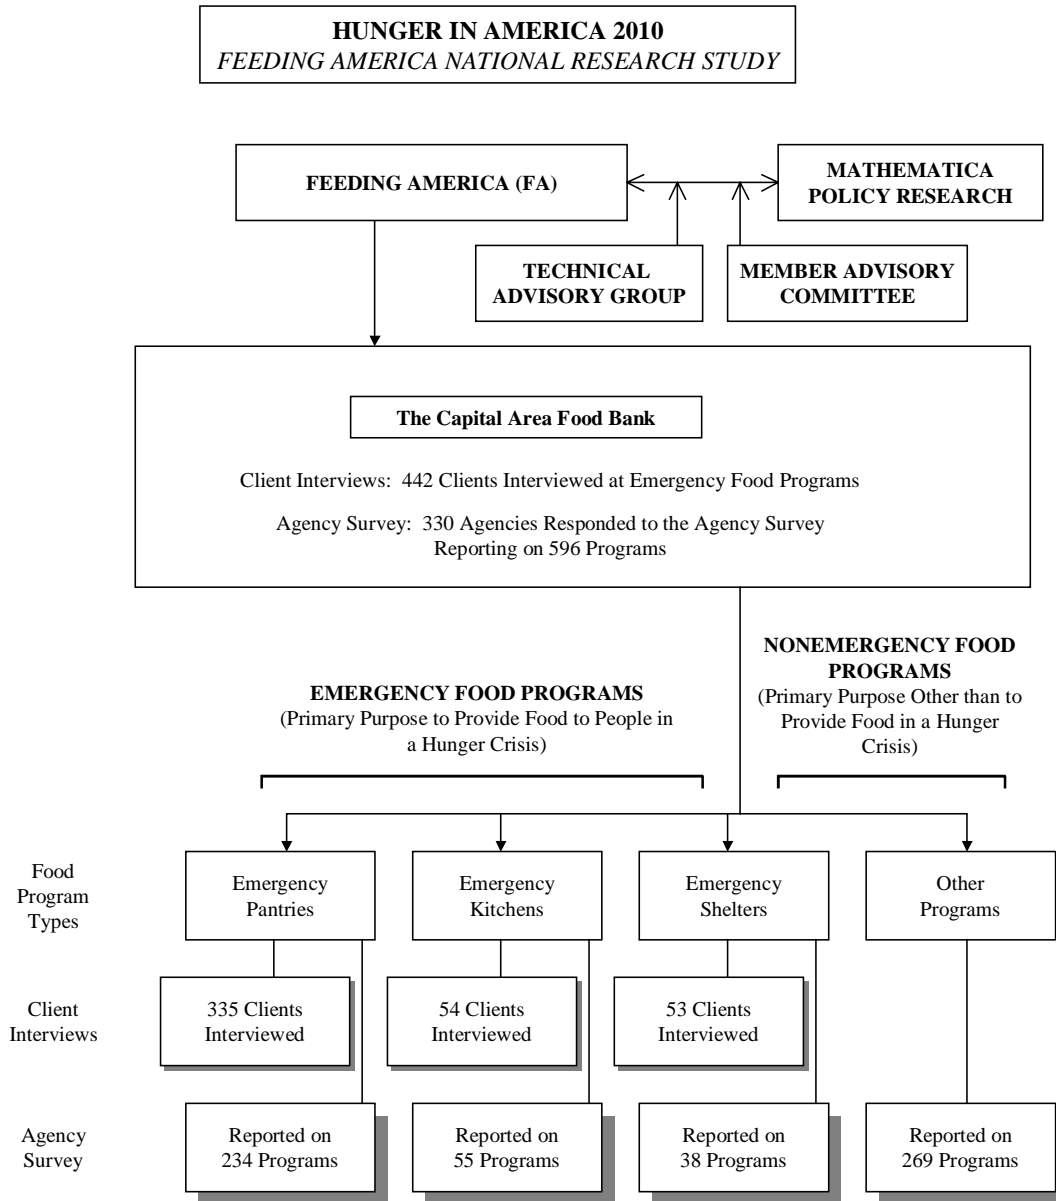 HUNGER IN AMERICA 2010
FEEDING AMERICA NATIONAL RESEARCH STUDY
FEEDING AMERICA (FA)
MATHEMATICA
POLICY RESEARCH
TECHNICAL
ADVISORY GROUP
MEMBER ADVISORY
COMMITTEE
The Capital Area Food Bank
Client Interviews:  442 Clients Interviewed at Emergency Food Programs
Agency Survey:  330 Agencies Responded to the Agency Survey
Reporting on 596 Programs
EMERGENCY FOOD PROGRAMS
(Primary Purpose to Provide Food to People in
a Hunger Crisis)
NONEMERGENCY FOOD
PROGRAMS
(Primary Purpose Other than to
Provide Food in a Hunger
Crisis)
Food
Program
Types
Emergency
Pantries
Emergency
Kitchens
Emergency
Shelters
Other
Programs
Client
Interviews
335 Clients
Interviewed
54 Clients
Interviewed
53 Clients
Interviewed
Agency
Survey
Reported on
234 Programs
Reported on
55 Programs
Reported on
38 Programs
Reported on
269 Programs